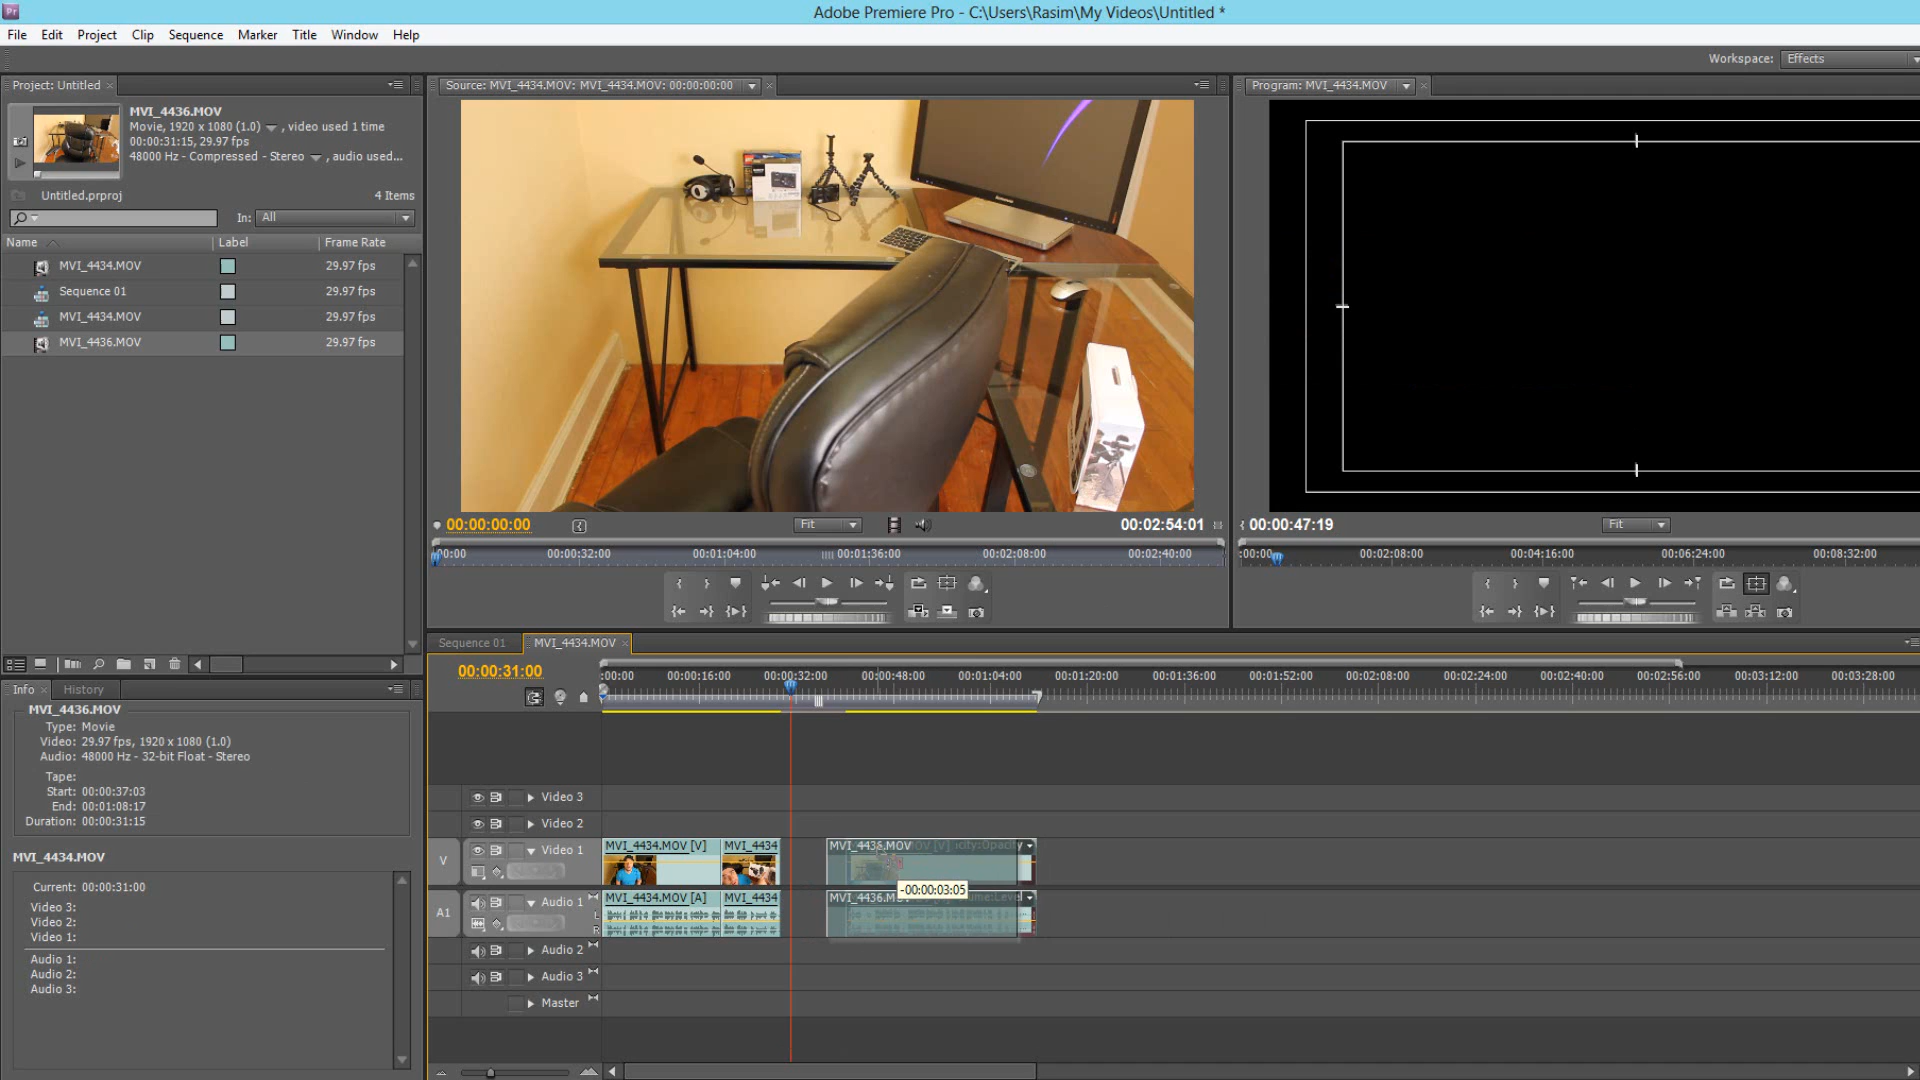 Pr
Adobe Premiere Pro - C:\Users\Rasim\My Videos\Untitled *
File Edit Project Clip Sequence Marker Title Window Help
Workspace: Effects
Project: Untitled
MVI_4436.MOV
Movie, 1920 x 1080 (1.0) , video used 1 time
00:00:31:15, 29.97 fps
48000 Hz - Compressed - Stereo , audio used...
Untitled.prproj 4 Items
In: All
Name Label Frame Rate
MVI_4434.MOV 29.97 fps
Sequence 01 29.97 fps
MVI_4434.MOV 29.97 fps
MVI_4436.MOV 29.97 fps
Source: MVI_4434.MOV: MVI_4434.MOV: 00:00:00:00
00:00:00:00 Fit 00:02:54:01
00:00 00:00:32:00 00:01:04:00 00:01:36:00 00:02:08:00 00:02:40:00
Program: MVI_4434.MOV
00:00:47:19 Fit
:00:00 00:02:08:00 00:04:16:00 00:06:24:00 00:08:32:00
Info History
MVI_4436.MOV
Type: Movie
Video: 29.97 fps, 1920 x 1080 (1.0)
Audio: 48000 Hz - 32-bit Float - Stereo
Tape:
Start: 00:00:37:03
End: 00:01:08:17
Duration: 00:00:31:15
MVI_4434.MOV
Current: 00:00:31:00
Video 3:
Video 2:
Video 1:
Audio 1:
Audio 2:
Audio 3:
Sequence 01 MVI_4434.MOV
00:00:31:00
:00:00 00:00:16:00 00:00:32:00 00:00:48:00 00:01:04:00 00:01:20:00 00:01:36:00 00:01:52:00 00:02:08:00 00:02:24:00 00:02:40:00 00:02:56:00 00:03:12:00 00:03:28:00
Video 3
Video 2
V Video 1 MVI_4434.MOV [V] MVI_4434 MVI_4436.MOV [V] icity:Opacity
-00:00:03:05
A1 Audio 1 MVI_4434.MOV [A] MVI_4434 MVI_4436.MOV ume:Level
L
R
Audio 2
Audio 3
Master